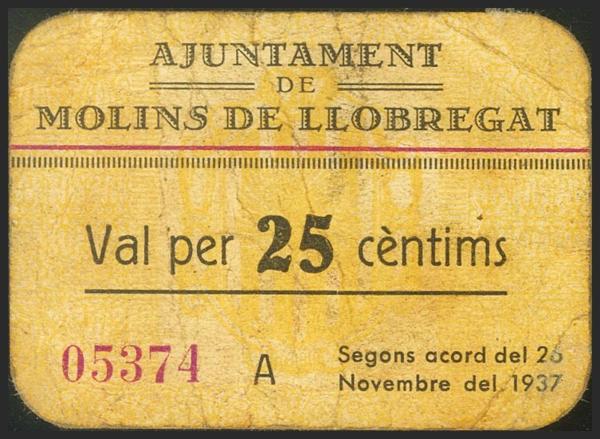 AJUNTAMENT
DE
MOLINS DE LLOBREGAT
Val per 25 cèntims
05374 A
Segons acord del 26
Novembre del 1937